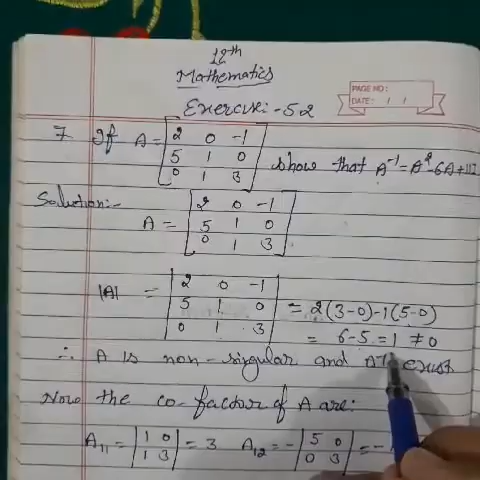 12th
Mathematics
Exercise:-5.2
PAGE NO:
DATE: / /
7. If A = [2 0 -1; 5 1 0; 0 1 3] show that A⁻¹ = A²-6A+11I
Solution:-
A = [2 0 -1; 5 1 0; 0 1 3]
|A| = |2 0 -1; 5 1 0; 0 1 3| = 2(3-0)-1(5-0)
= 6-5 = 1 ≠ 0
∴ A is non-singular and A⁻¹ exist
Now the co-factor of A are:
A₁₁ = |1 0; 1 3| = 3 A₁₂ = -|5 0; 0 3| = -